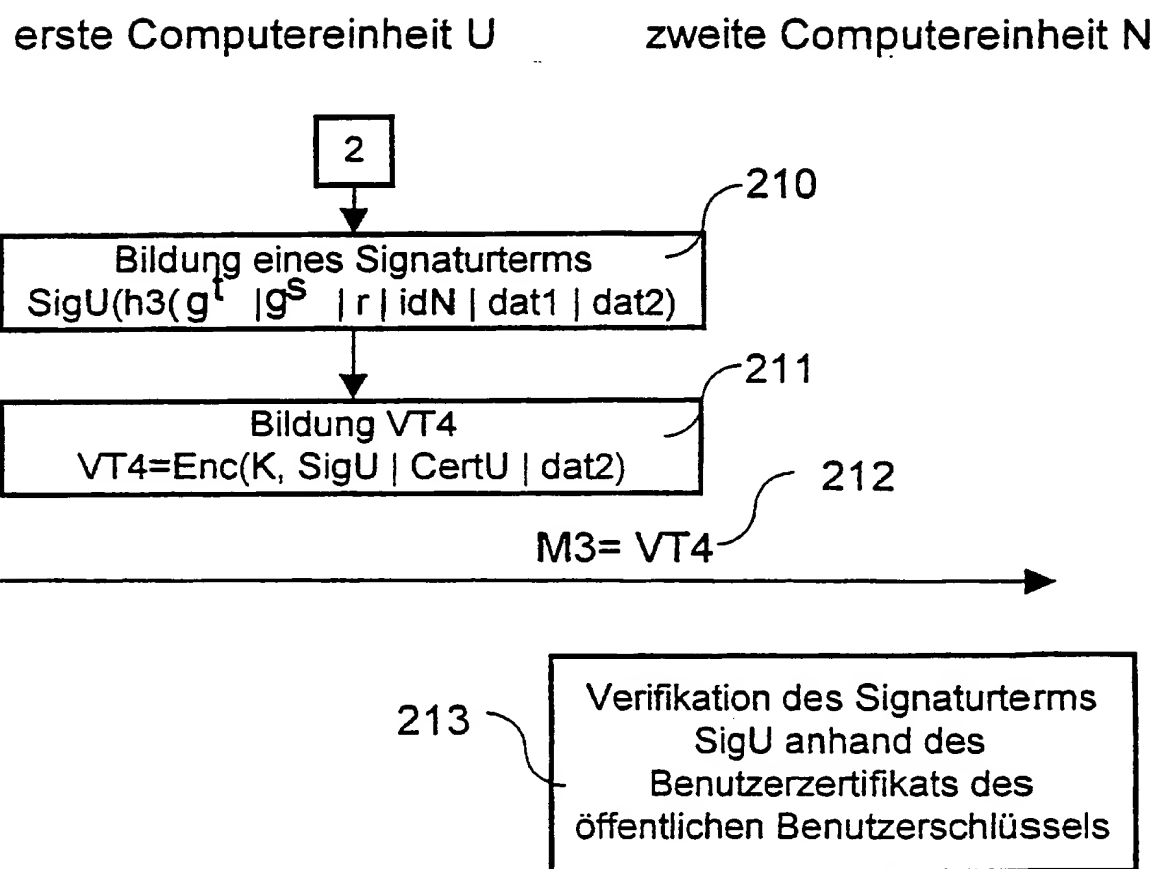 erste Computereinheit U zweite Computereinheit N
2
210
Bildung eines Signaturterms
SigU(h3( g^t |g^s | r | idN | dat1 | dat2)
211
Bildung VT4
VT4=Enc(K, SigU | CertU | dat2)
212
M3= VT4
213
Verifikation des Signaturterms
SigU anhand des
Benutzerzertifikats des
öffentlichen Benutzerschlüssels